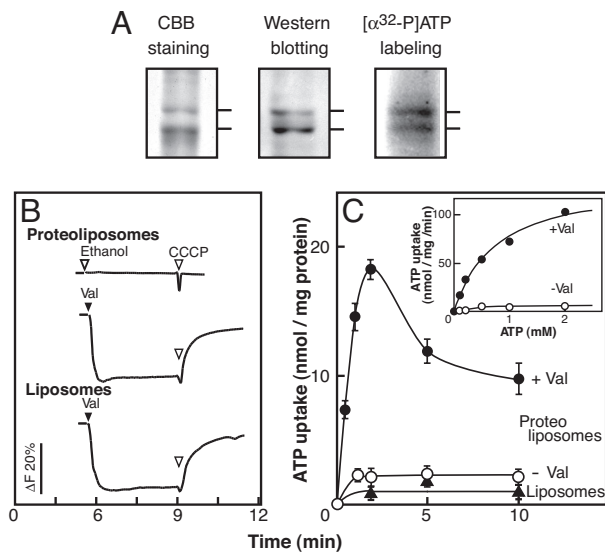 A
CBB
staining
Western
blotting
[α³²-P]ATP
labeling
B
Proteoliposomes
Ethanol
CCCP
Val
Liposomes
Val
ΔF 20%
0
3
6
9
12
C
ATP uptake (nmol / mg protein)
20
10
0
0
5
10
+ Val
Proteo
liposomes
- Val
Liposomes
ATP uptake
(nmol / mg /min)
100
50
0
0
1
2
ATP (mM)
+Val
-Val
Time (min)